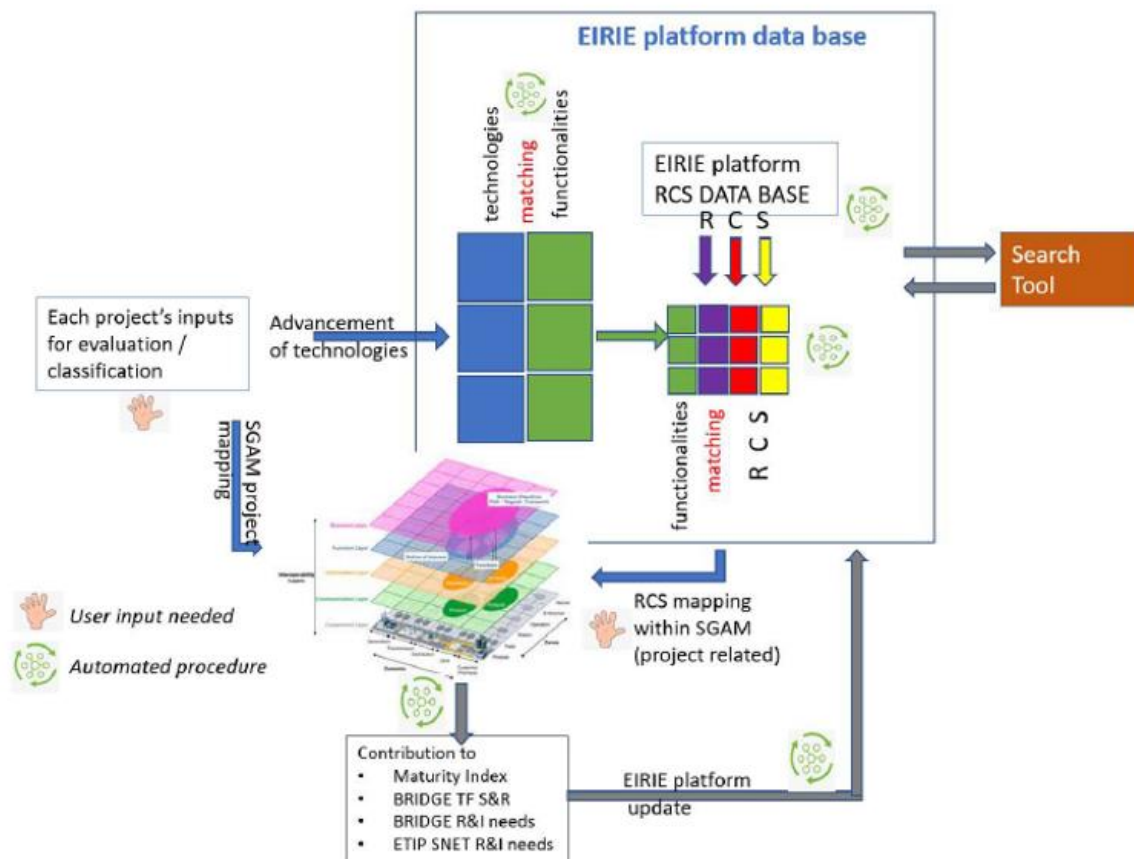 EIRIE platform data base
technologies
matching
functionalities
EIRIE platform
RCS DATA BASE
R C S
Search
Tool
Each project's inputs
for evaluation /
classification
Advancement
of technologies
functionalities
matching
R C S
SGAM project
mapping
Function Layer
RCS mapping
within SGAM
(project related)
User input needed
Automated procedure
Contribution to
• Maturity Index
• BRIDGE TF S&R
• BRIDGE R&I needs
• ETIP SNET R&I needs
EIRIE platform
update